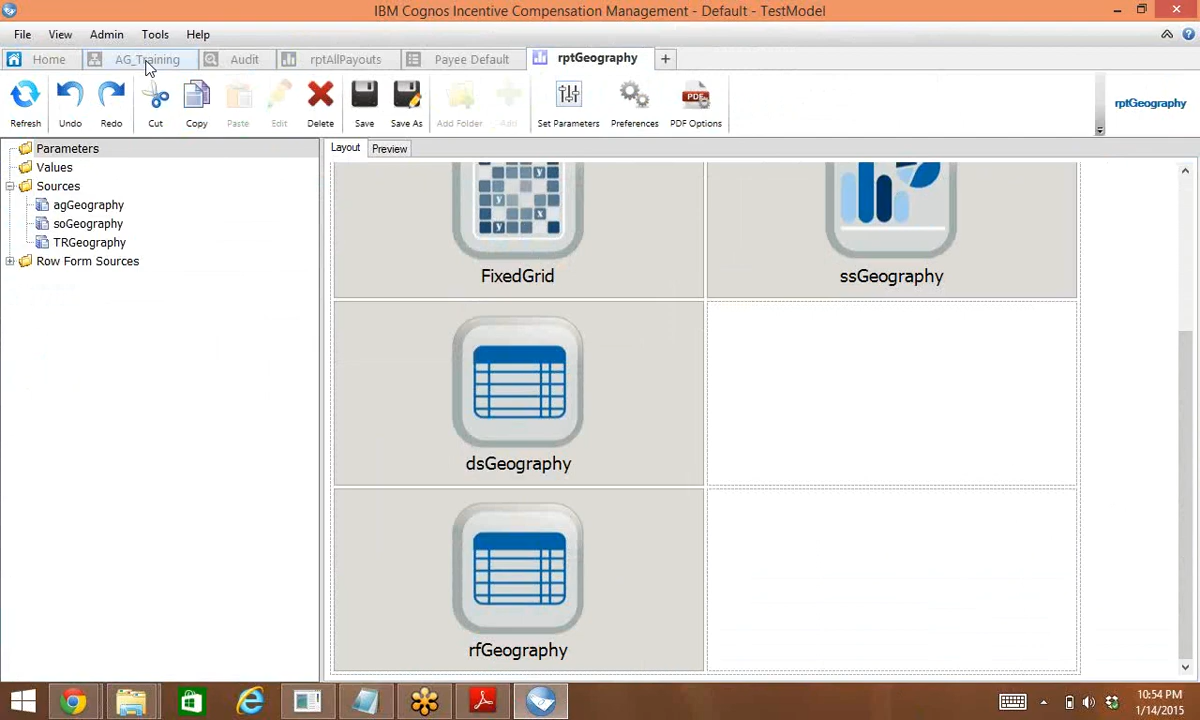 IBM Cognos Incentive Compensation Management - Default - TestModel
File View Admin Tools Help
Home AG_Training Audit rptAllPayouts Payee Default rptGeography +
Refresh Undo Redo Cut Copy Paste Edit Delete Save Save As Add Folder Add Set Parameters Preferences PDF Options rptGeography
PDF
Parameters
Values
Sources
agGeography
soGeography
TRGeography
Row Form Sources
Layout Preview
y
y x
y
FixedGrid ssGeography
dsGeography
rfGeography
10:54 PM
1/14/2015